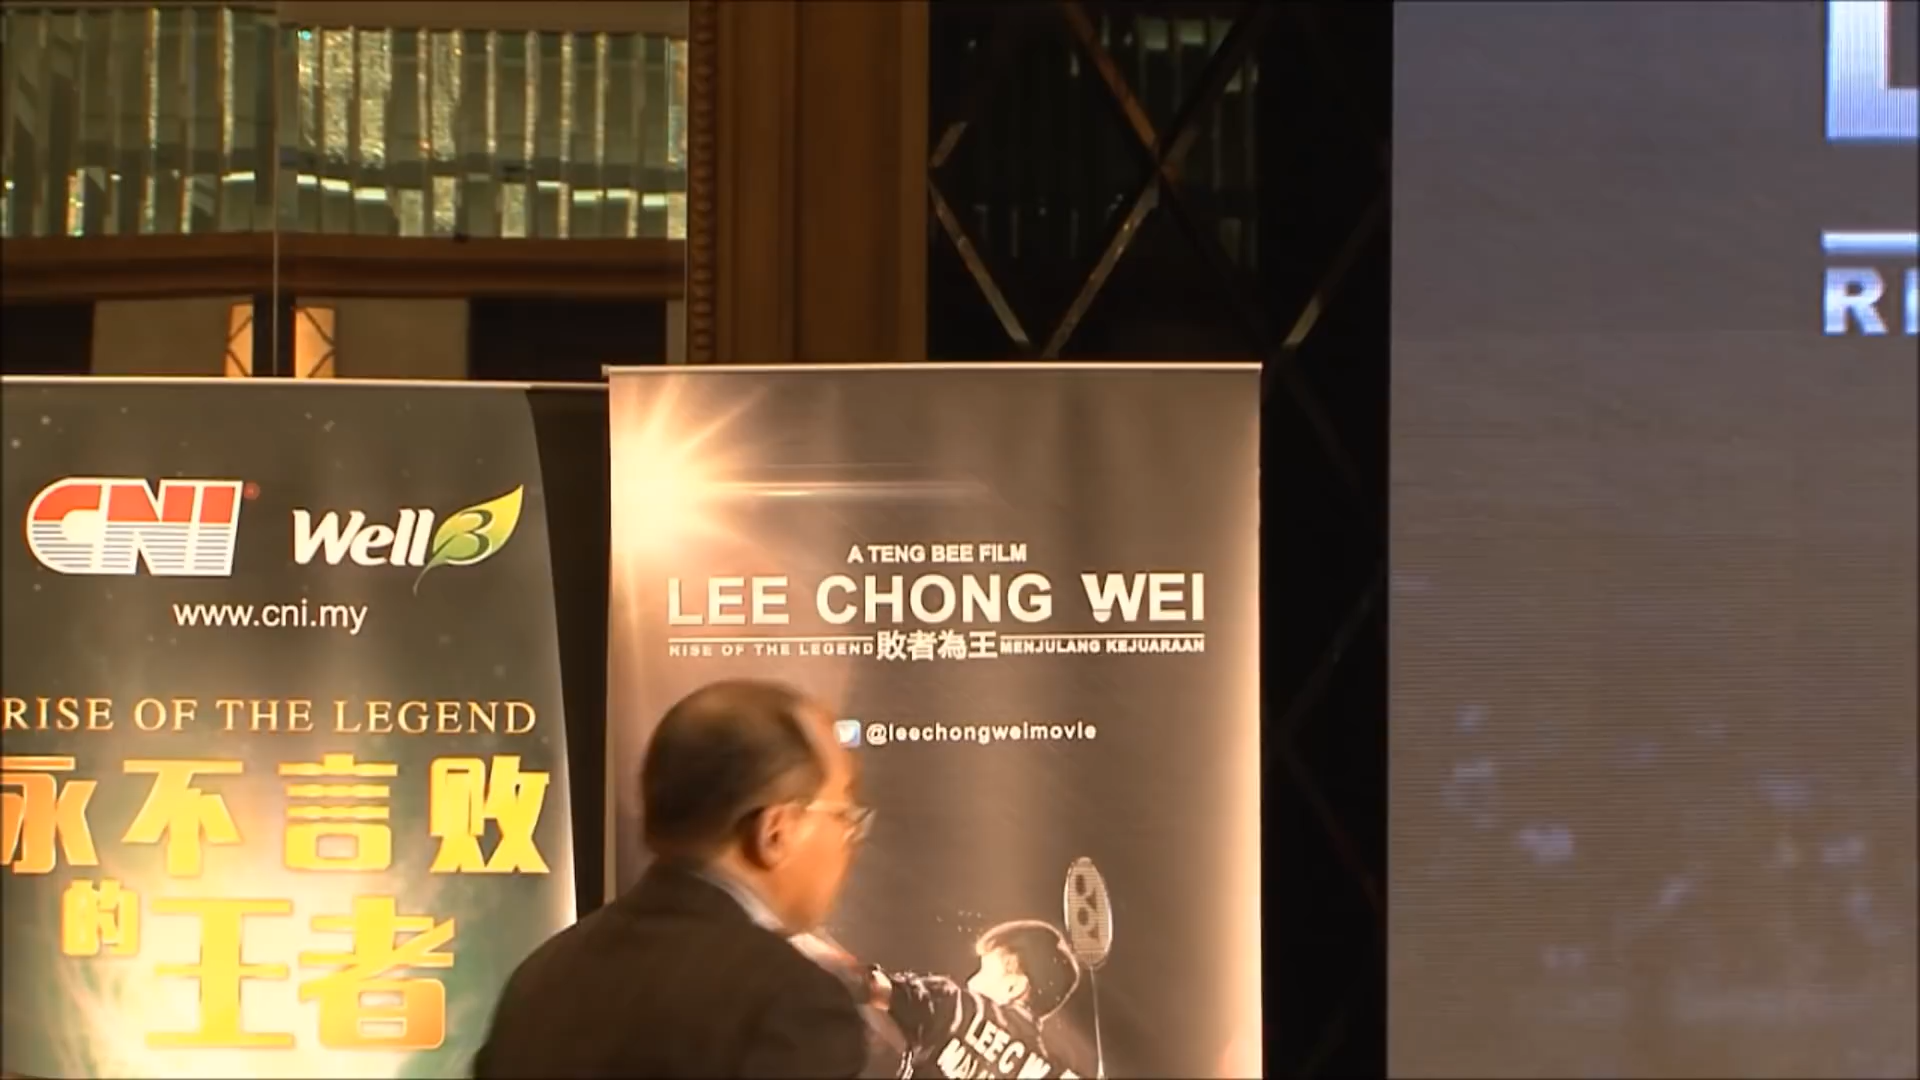 CNI Well3
www.cni.my
RISE OF THE LEGEND
永不言败
的王者
A TENG BEE FILM
LEE CHONG WEI
RISE OF THE LEGEND 敗者為王 MENJULANG KEJUARAAN
@leechongweimovie
LEE C W